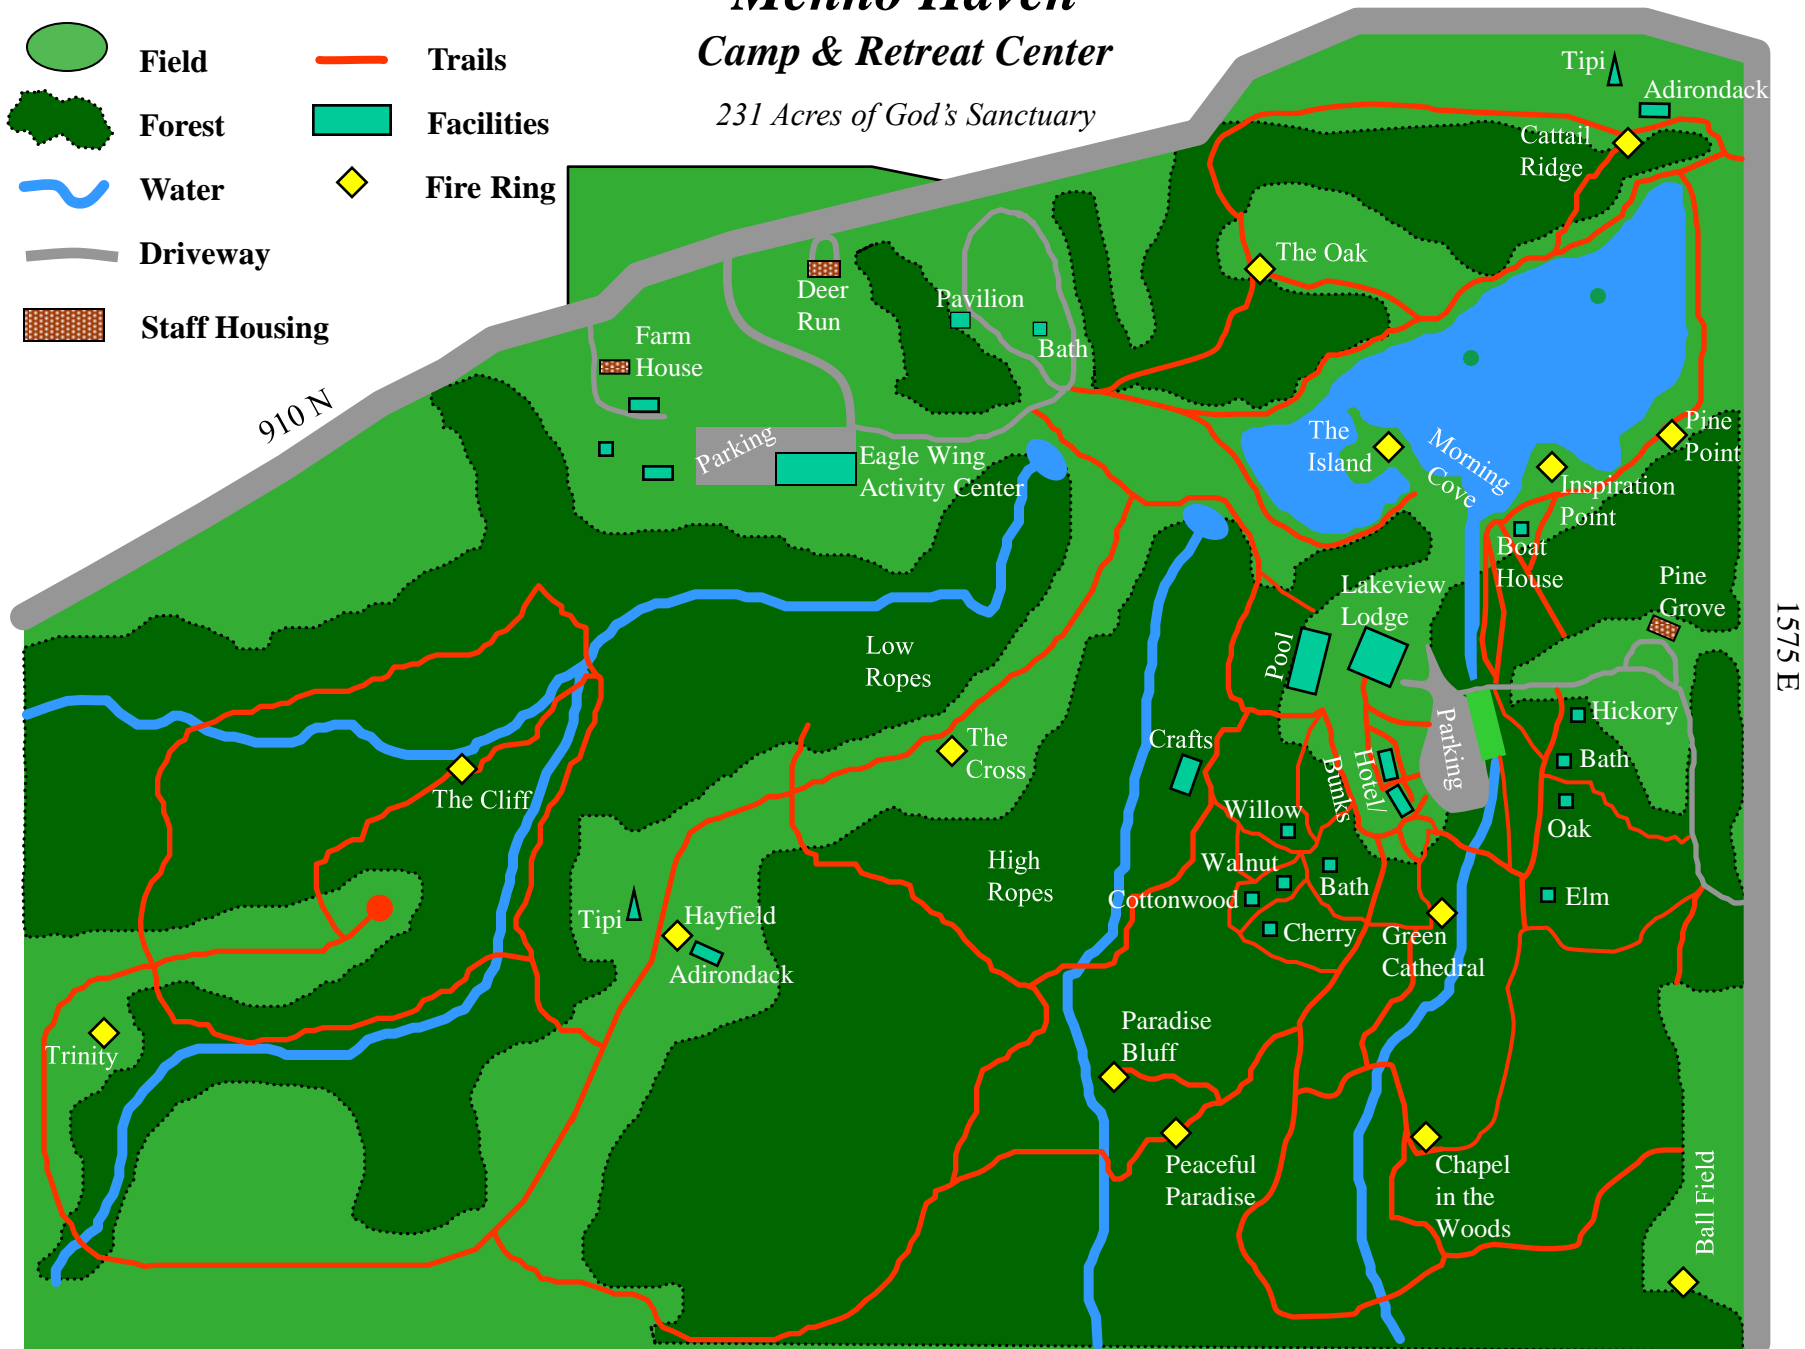 Menno Haven
Camp & Retreat Center
231 Acres of God's Sanctuary
Field
Trails
Forest
Facilities
Water
Fire Ring
Driveway
Staff Housing
910 N
1575 E
Tipi
Adirondack
Cattail
Ridge
The Oak
Deer
Run
Pavilion
Bath
Farm
House
Parking
Eagle Wing
Activity Center
The
Island
Morning
Cove
Pine
Point
Inspiration
Point
Boat
House
Pine
Grove
Lakeview
Lodge
Pool
Low
Ropes
The
Cross
Crafts
Hotel/
Bunks
Parking
Hickory
Bath
Oak
Elm
The Cliff
Willow
Walnut
Bath
Cottonwood
Cherry
Green
Cathedral
High
Ropes
Tipi
Hayfield
Adirondack
Trinity
Paradise
Bluff
Peaceful
Paradise
Chapel
in the
Woods
Ball Field